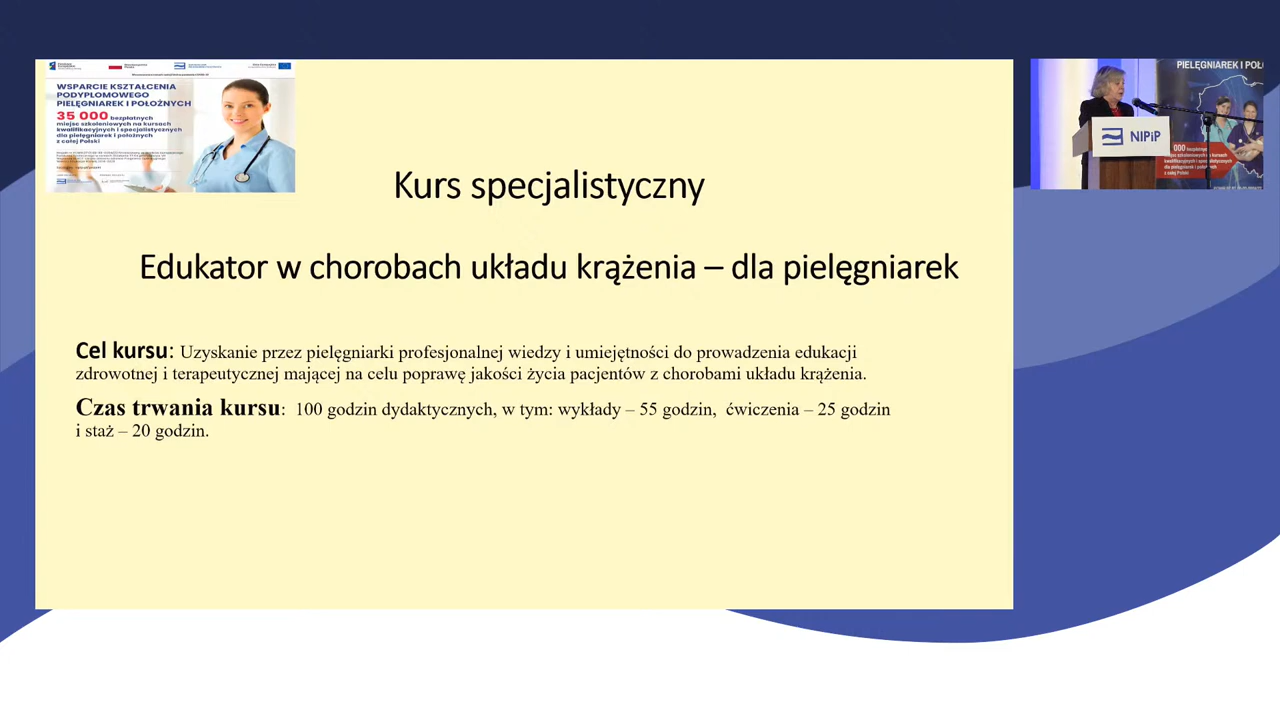 WSPARCIE KSZTAŁCENIA
PODYPLOMOWEGO
PIELĘGNIAREK I POŁOŻNYCH
35 000 bezpłatnych
miejsc szkoleniowych na kursach
kwalifikacyjnych i specjalistycznych
dla pielęgniarek i położnych
z całej Polski
Kurs specjalistyczny
Edukator w chorobach układu krążenia – dla pielęgniarek
Cel kursu: Uzyskanie przez pielęgniarki profesjonalnej wiedzy i umiejętności do prowadzenia edukacji
zdrowotnej i terapeutycznej mającej na celu poprawę jakości życia pacjentów z chorobami układu krążenia.
Czas trwania kursu: 100 godzin dydaktycznych, w tym: wykłady – 55 godzin, ćwiczenia – 25 godzin
i staż – 20 godzin.
PIELĘGNIAREK I POŁ
NIPiP
000 bezpłatnych